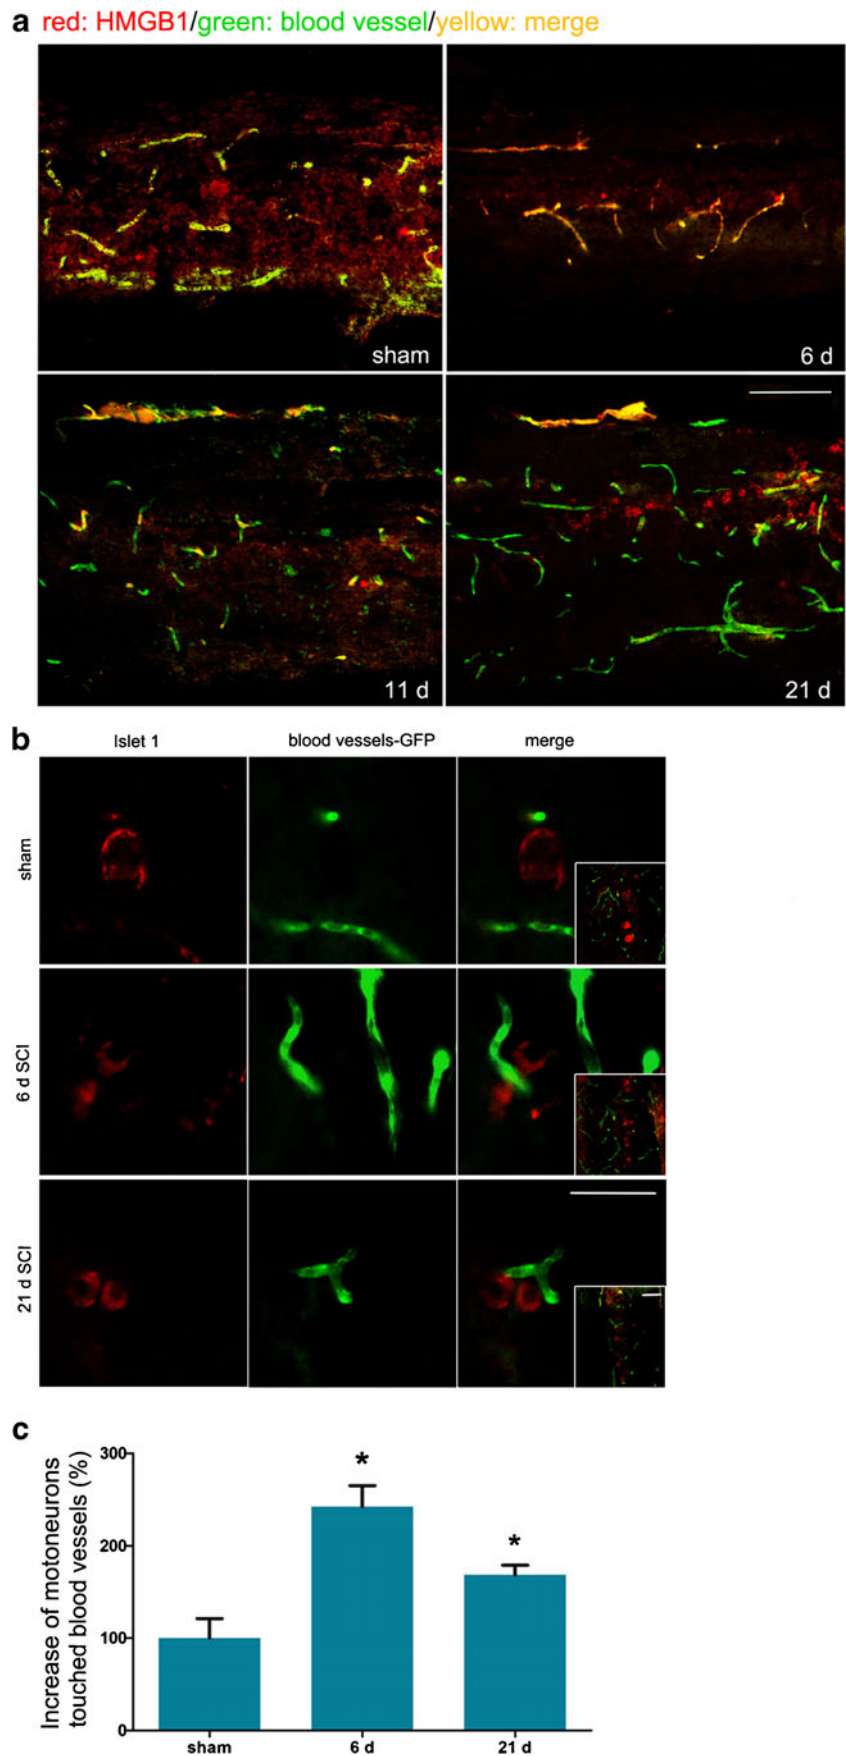 a red: HMGB1/green: blood vessel/yellow: merge
sham
6 d
11 d
21 d
b
Islet 1
blood vessels-GFP
merge
sham
6 d SCI
21 d SCI
c
Increase of motoneurons
touched blood vessels (%)
300
200
100
0
*
*
sham
6 d
21 d